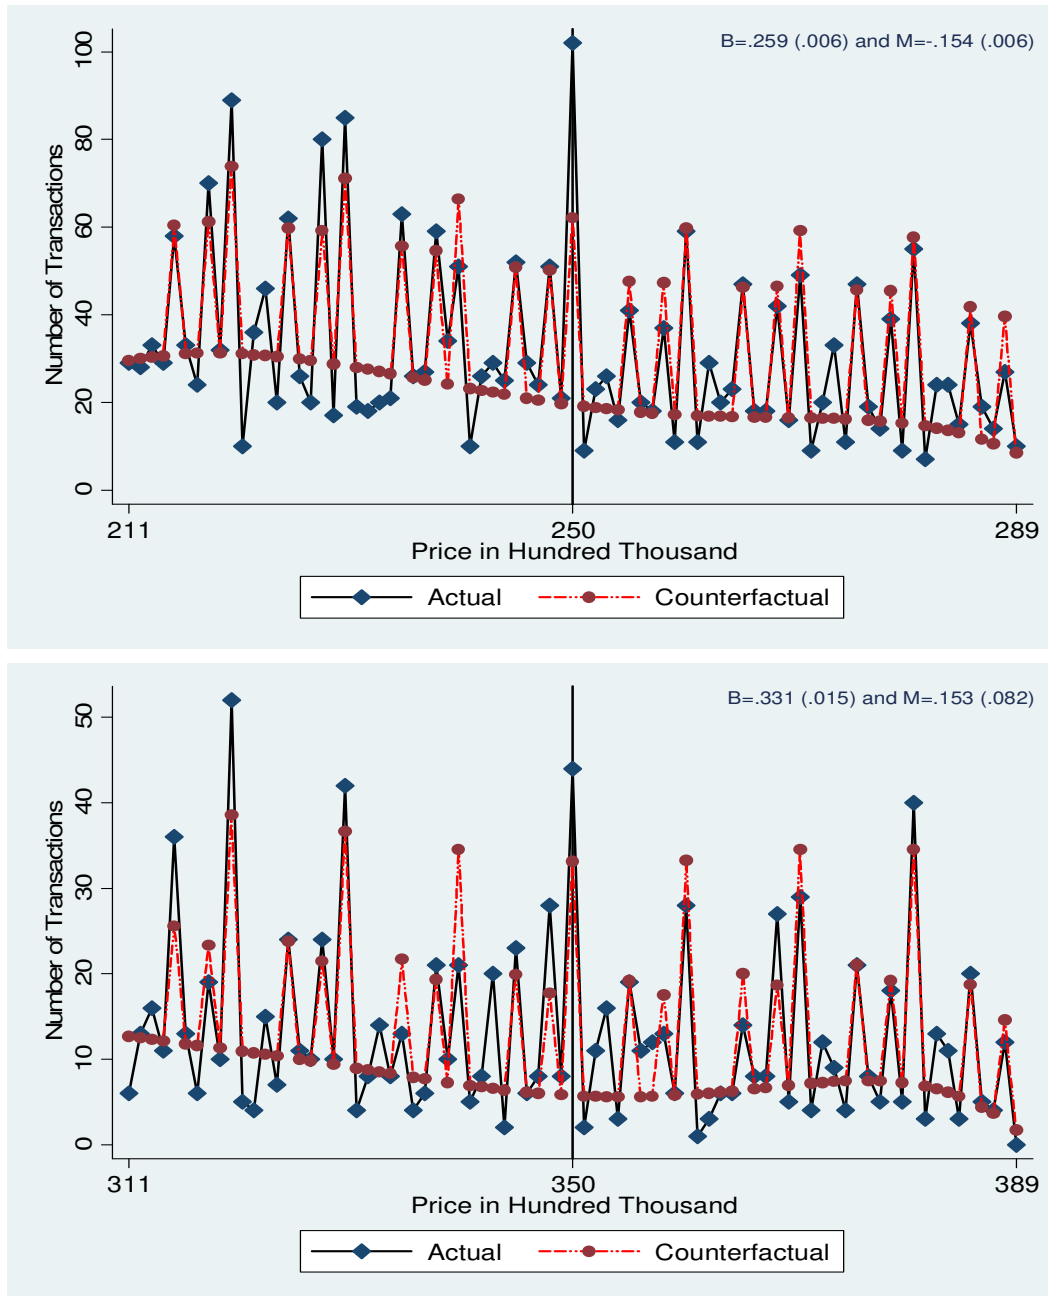 B=.259 (.006) and M=-.154 (.006)
100
80
60
40
20
0
Number of Transactions
211
250
289
Price in Hundred Thousand
Actual
Counterfactual
B=.331 (.015) and M=.153 (.082)
50
40
30
20
10
0
Number of Transactions
311
350
389
Price in Hundred Thousand
Actual
Counterfactual